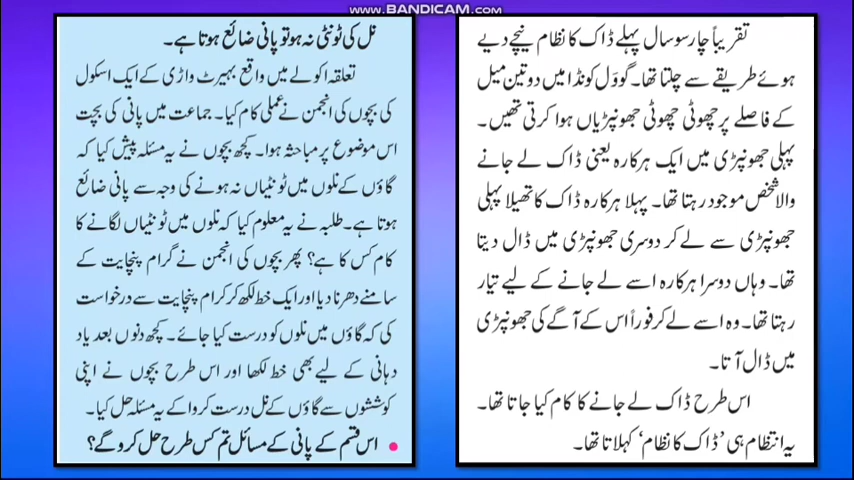 WWW.BANDICAM.COM
تقریباً چار سو سال پہلے ڈاک کا نظام نیچے دیے
ہوئے طریقے سے چلتا تھا۔ گوؤل کونڈا میں دو تین میل
کے فاصلے پر چھوٹی چھوٹی جھونپڑیاں ہوا کرتی تھیں۔
پہلی جھونپڑی میں ایک ہرکارہ یعنی ڈاک لے جانے
والا شخص موجود رہتا تھا۔ پہلا ہرکارہ ڈاک کا تھیلا پہلی
جھونپڑی سے لے کر دوسری جھونپڑی میں ڈال دیتا
تھا۔ وہاں دوسرا ہرکارہ اسے لے جانے کے لیے تیار
رہتا تھا۔ وہ اسے لے کر فوراً اس کے آگے کی جھونپڑی
میں ڈال آتا۔
اس طرح ڈاک لے جانے کا کام کیا جاتا تھا۔
یہ انتظام ہی ’ڈاک کا نظام‘ کہلاتا تھا۔
نل کی ٹونٹی نہ ہو تو پانی ضائع ہوتا ہے۔
تعلقہ اکولے میں واقع بہیرٹ واڑی کے ایک اسکول
کی بچوں کی انجمن نے عملی کام کیا۔ جماعت میں پانی کی بچت
اس موضوع پر مباحثہ ہوا۔ کچھ بچوں نے یہ مسئلہ پیش کیا کہ
گاؤں کے نلوں میں ٹونٹیاں نہ ہونے کی وجہ سے پانی ضائع
ہوتا ہے۔ طلبہ نے یہ معلوم کیا کہ نلوں میں ٹونٹیاں لگانے کا
کام کس کا ہے؟ پھر بچوں کی انجمن نے گرام پنچایت کے
سامنے دھرنا دیا اور ایک خط لکھ کر گرام پنچایت سے درخواست
کی کہ گاؤں میں نلوں کو درست کیا جائے۔ کچھ دنوں بعد یاد
دہانی کے لیے بھی خط لکھا اور اس طرح بچوں نے اپنی
کوششوں سے گاؤں کے نل درست کروا کے یہ مسئلہ حل کیا۔
اس قسم کے پانی کے مسائل تم کس طرح حل کرو گے؟